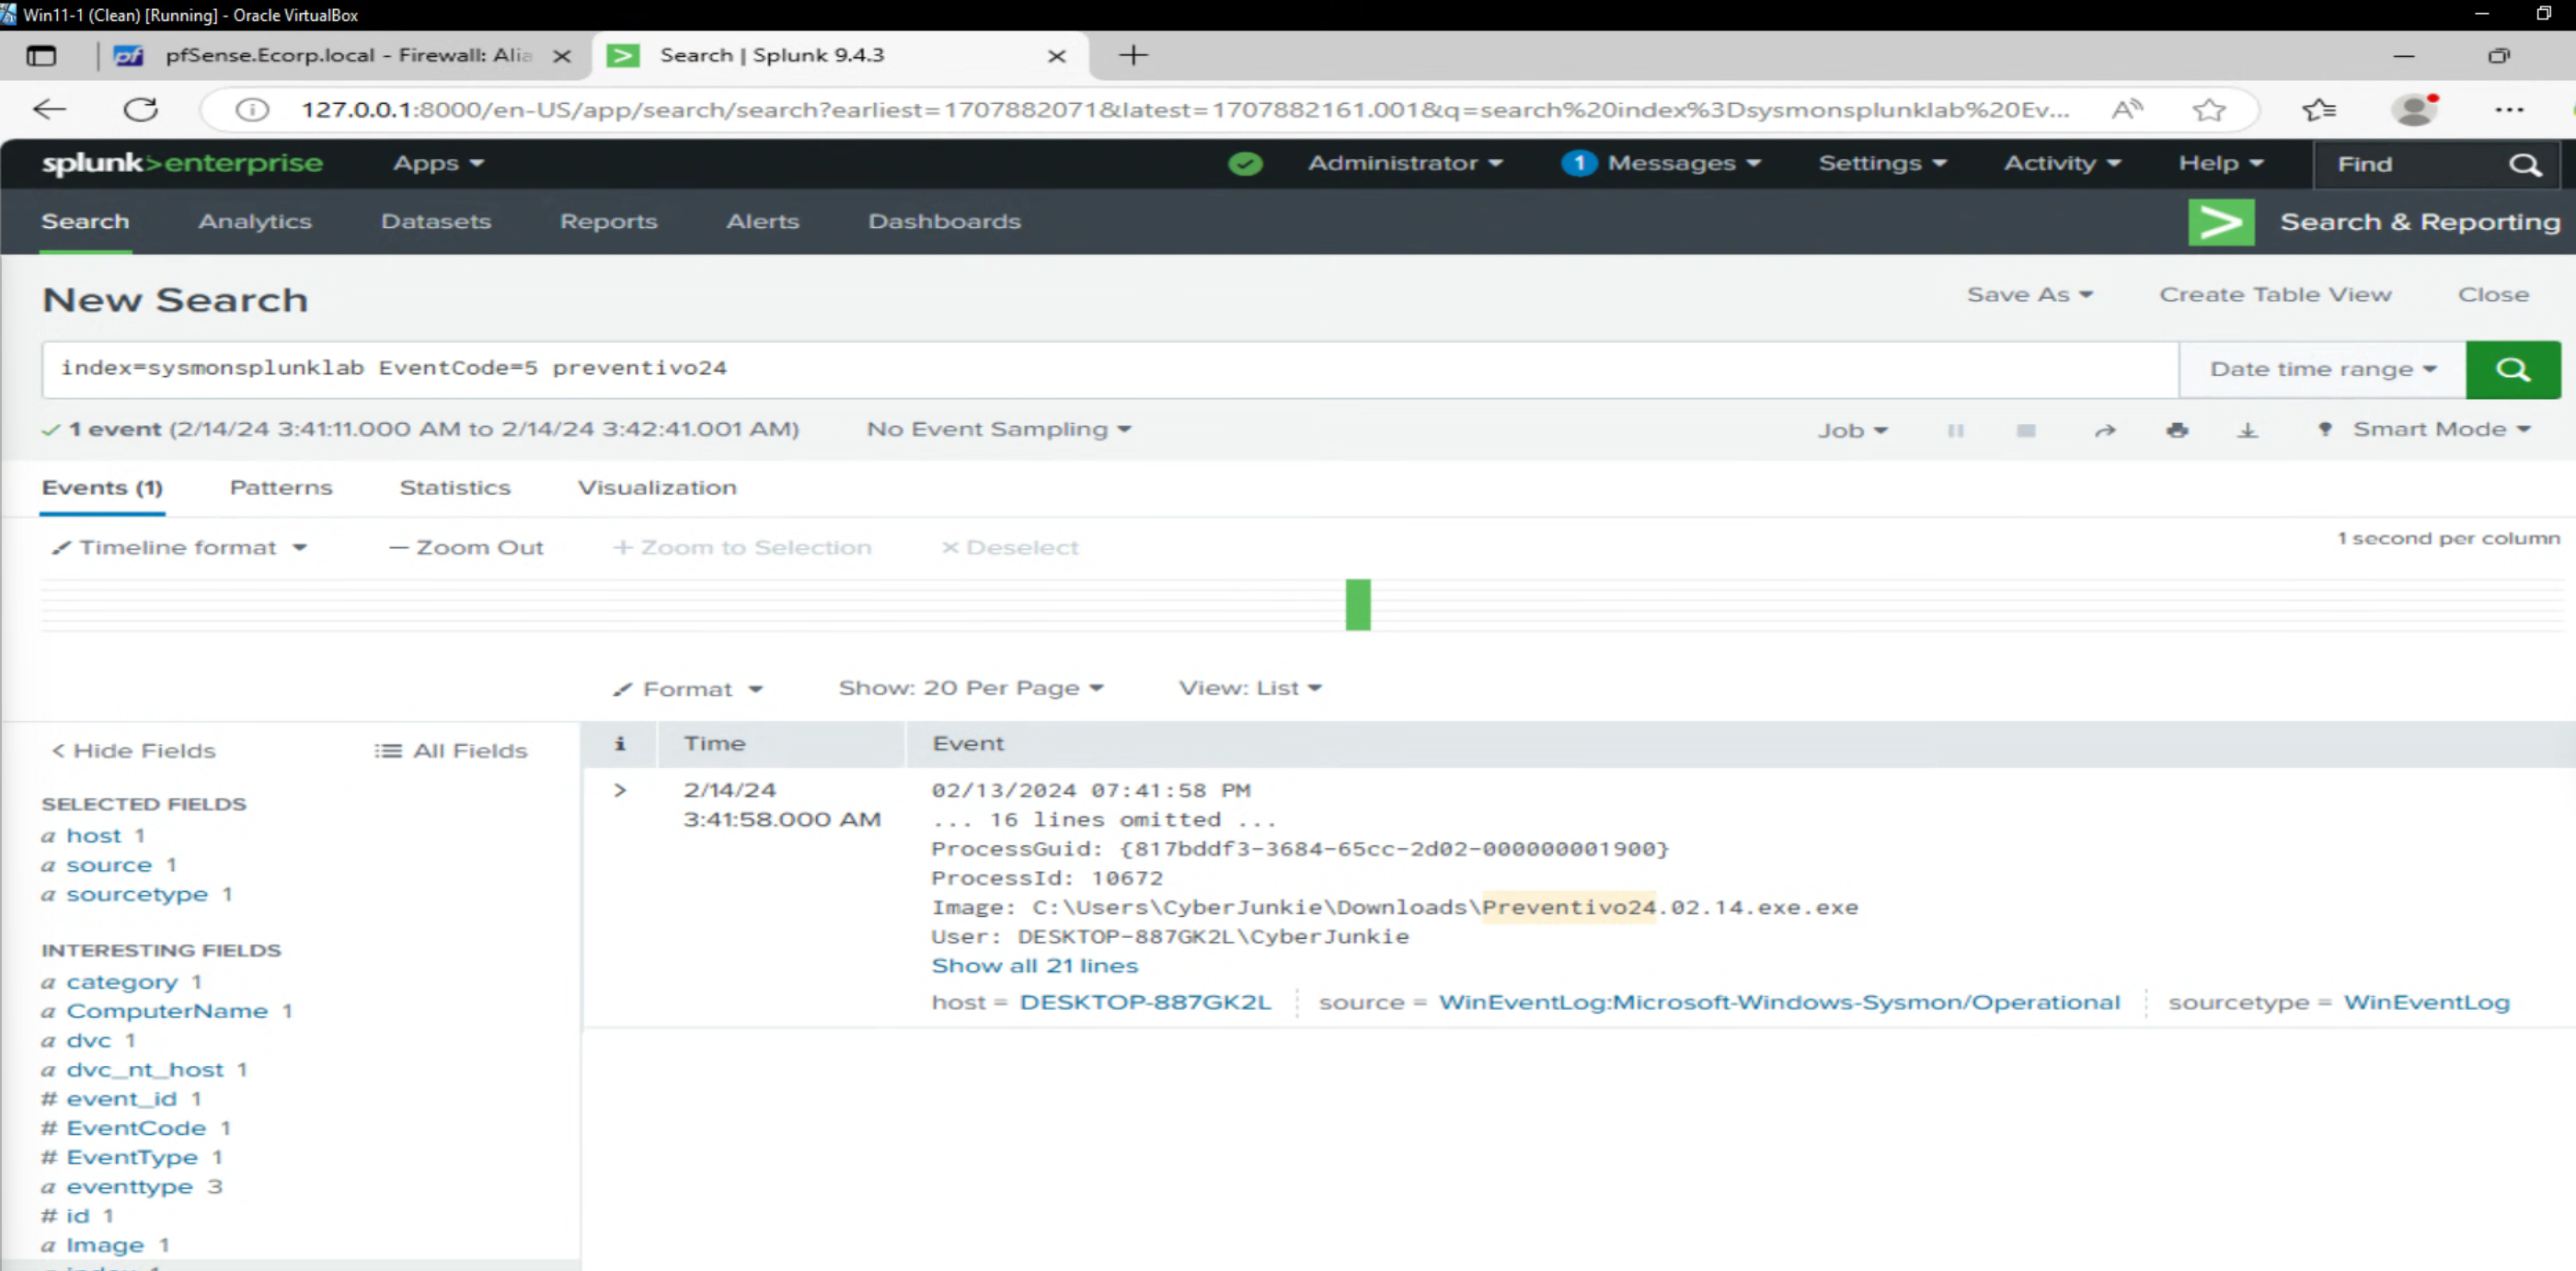 Win11-1 (Clean) [Running] - Oracle VirtualBox
pfSense.Ecorp.local - Firewall: Alia
Search | Splunk 9.4.3
127.0.0.1:8000/en-US/app/search/search?earliest=1707882071&latest=1707882161.001&q=search%20index%3Dsysmonsplunklab%20Ev...
splunk>enterprise Apps Administrator 1 Messages Settings Activity Help Find
Search Analytics Datasets Reports Alerts Dashboards Search & Reporting
New Search Save As Create Table View Close
index=sysmonsplunklab EventCode=5 preventivo24 Date time range
1 event (2/14/24 3:41:11.000 AM to 2/14/24 3:42:41.001 AM) No Event Sampling Job Smart Mode
Events (1) Patterns Statistics Visualization
Timeline format — Zoom Out + Zoom to Selection × Deselect 1 second per column
Format Show: 20 Per Page View: List
< Hide Fields All Fields
SELECTED FIELDS
a host 1
a source 1
a sourcetype 1
INTERESTING FIELDS
a category 1
a ComputerName 1
a dvc 1
a dvc_nt_host 1
# event_id 1
# EventCode 1
# EventType 1
a eventtype 3
# id 1
a Image 1
i Time Event
> 2/14/24
3:41:58.000 AM
02/13/2024 07:41:58 PM
... 16 lines omitted ...
ProcessGuid: {817bddf3-3684-65cc-2d02-000000001900}
ProcessId: 10672
Image: C:\Users\CyberJunkie\Downloads\Preventivo24.02.14.exe.exe
User: DESKTOP-887GK2L\CyberJunkie
Show all 21 lines
host = DESKTOP-887GK2L source = WinEventLog:Microsoft-Windows-Sysmon/Operational sourcetype = WinEventLog